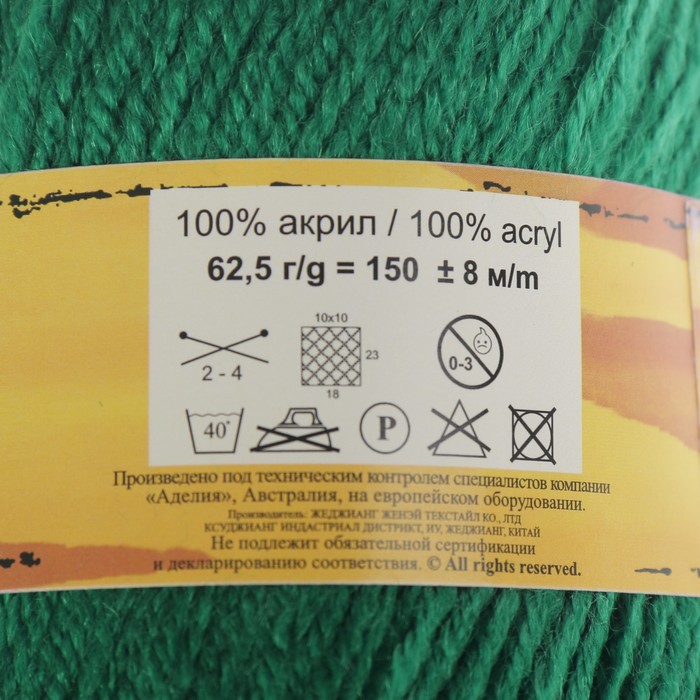 100% акрил / 100% acryl
62,5 г/g = 150 ± 8 м/m
10x10
2 - 4
23
18
0-3
40°
P
Произведено под техническим контролем специалистов компании
«Аделия», Австралия, на европейском оборудовании.
Производитель: ЖЕДЖИАНГ ЖЕНЭЙ ТЕКСТАЙЛ КО., ЛТД
КСУДЖИАНГ ИНДАСТРИАЛ ДИСТРИКТ, ИУ, ЖЕДЖИАНГ, КИТАЙ
Не подлежит обязательной сертификации
и декларированию соответствия. © All rights reserved.